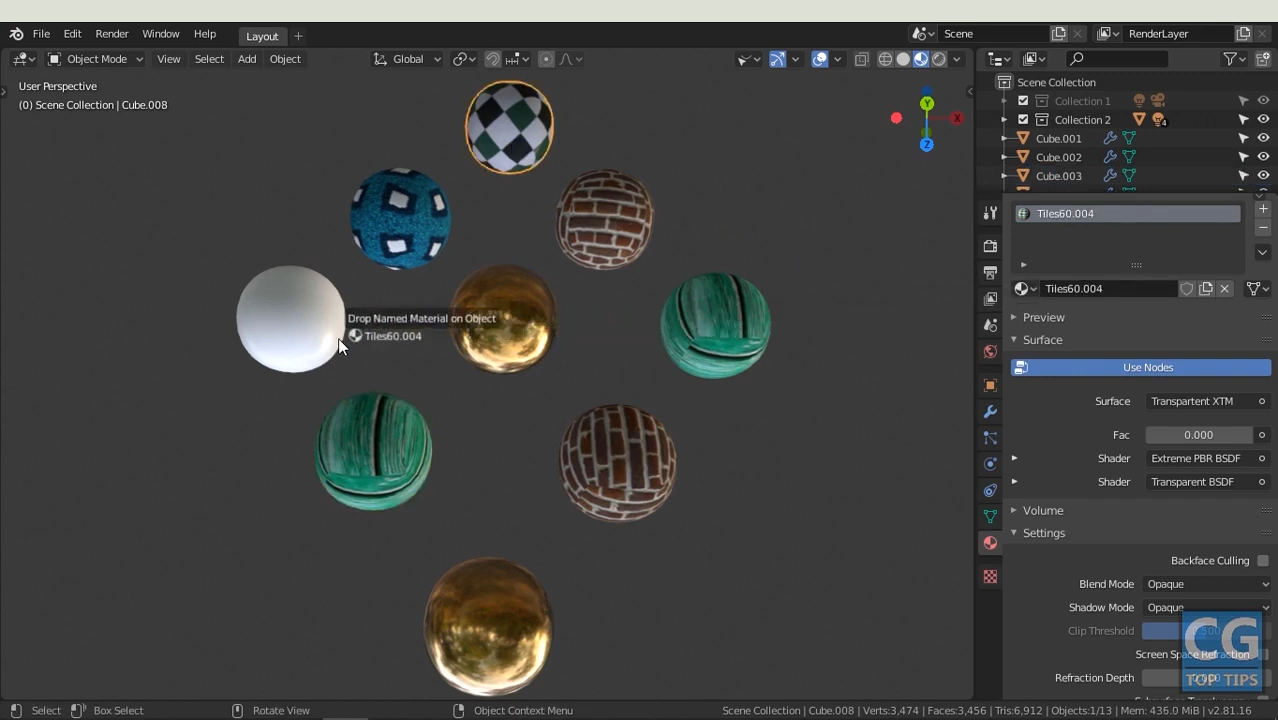 File Edit Render Window Help Layout + Scene RenderLayer
Object Mode View Select Add Object Global
User Perspective
(0) Scene Collection | Cube.008
Y
X
Z
Scene Collection
Collection 1
Collection 2 4
Cube.001
Cube.002
Cube.003
Tiles60.004
Tiles60.004
Preview
Surface
Use Nodes
Surface Transpartent XTM
Fac 0.000
Shader Extreme PBR BSDF
Shader Transparent BSDF
Volume
Settings
Backface Culling
Blend Mode Opaque
Shadow Mode Opaque
Clip Threshold
Screen Space Refraction
Refraction Depth
Drop Named Material on Object
Tiles60.004
CG
TOP TIPS
Select Box Select Rotate View Object Context Menu Scene Collection | Cube.008 | Verts:3,474 | Faces:3,456 | Tris:6,912 | Objects:1/13 | Mem: 436.0 MiB | v2.81.16